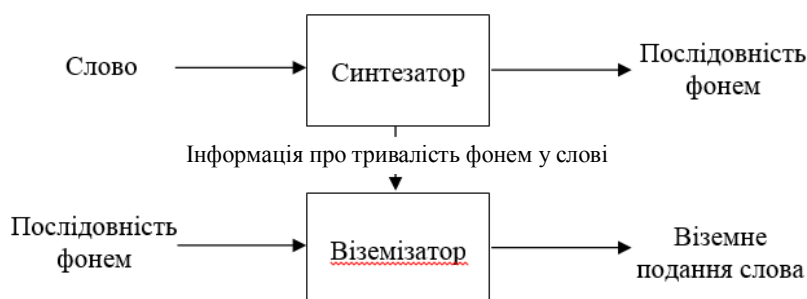 Слово
Синтезатор
Послідовність
фонем
Інформація про тривалість фонем у слові
Послідовність
фонем
Віземізатор
Віземне
подання слова